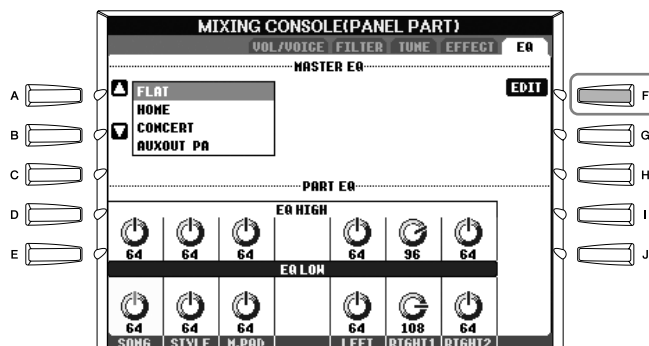 MIXING CONSOLE(PANEL PART)
VOL/VOICE FILTER TUNE EFFECT EQ
MASTER EQ
A FLAT EDIT F
HOME
B CONCERT G
AUXOUT PA
C H
PART EQ
D EQ HIGH I
64 64 64 64 96 64
E EQ LOW J
64 64 64 64 108 64
SONG STYLE M.PAD LEFT RIGHT1 RIGHT2